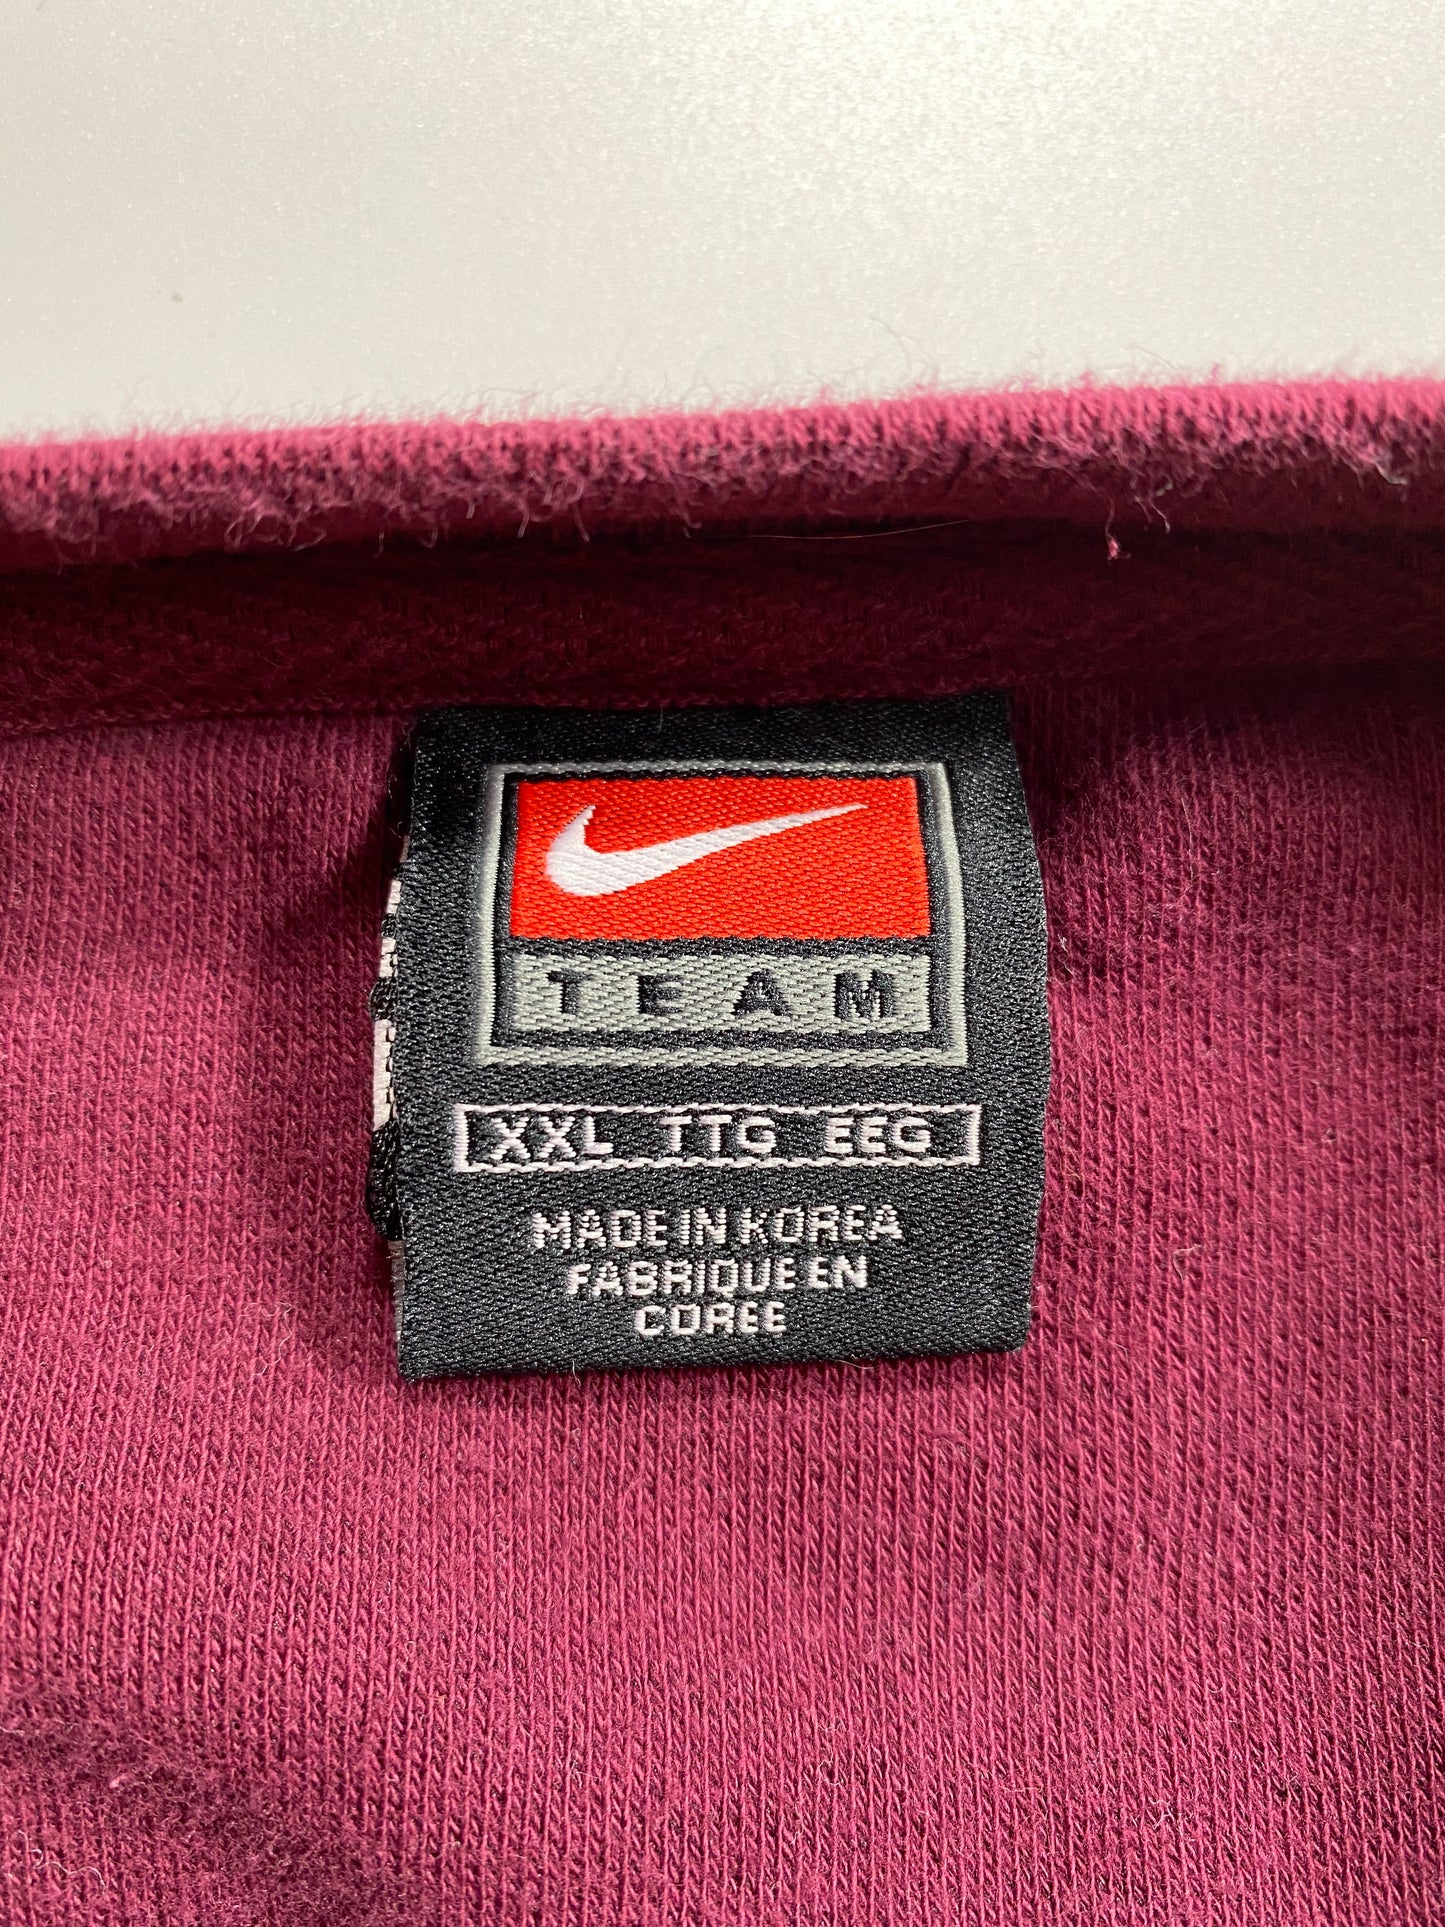 TEAM
XXL TTG EEG
MADE IN KOREA
FABRIQUE EN
COREE